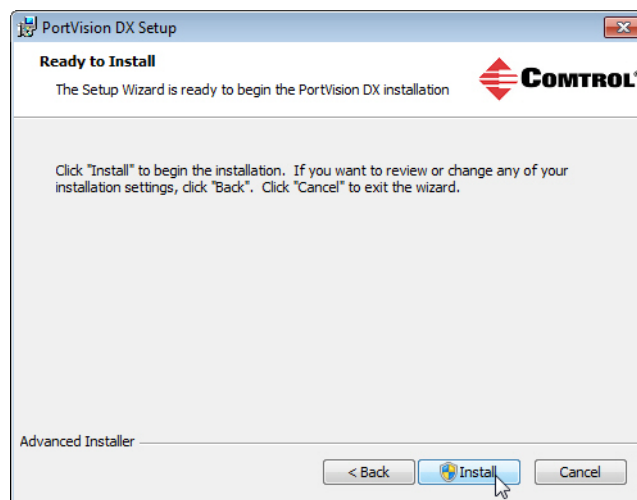 PortVision DX Setup
Ready to Install
The Setup Wizard is ready to begin the PortVision DX installation
COMTROL®
Click "Install" to begin the installation. If you want to review or change any of your
installation settings, click "Back". Click "Cancel" to exit the wizard.
Advanced Installer
< Back
Install
Cancel